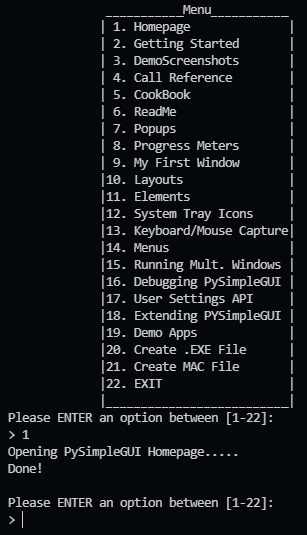 ___________Menu___________
| 1. Homepage              |
| 2. Getting Started       |
| 3. DemoScreenshots       |
| 4. Call Reference        |
| 5. CookBook              |
| 6. ReadMe                |
| 7. Popups                |
| 8. Progress Meters       |
| 9. My First Window       |
|10. Layouts               |
|11. Elements              |
|12. System Tray Icons     |
|13. Keyboard/Mouse Capture|
|14. Menus                 |
|15. Running Mult. Windows |
|16. Debugging PySimpleGUI |
|17. User Settings API     |
|18. Extending PYSimpleGUI |
|19. Demo Apps             |
|20. Create .EXE File      |
|21. Create MAC File       |
|22. EXIT                  |
|__________________________|
Please ENTER an option between [1-22]:
> 1
Opening PySimpleGUI Homepage.....
Done!
Please ENTER an option between [1-22]:
>